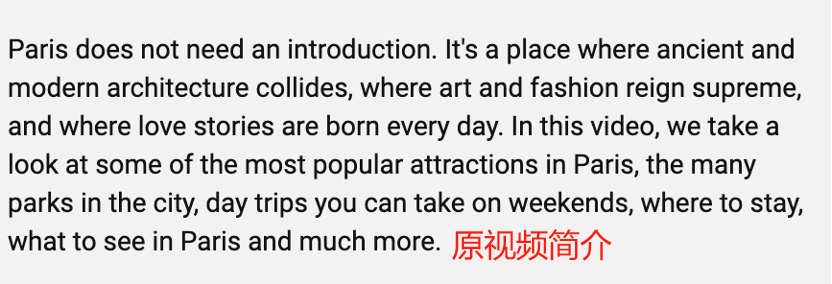 Paris does not need an introduction. It's a place where ancient and
modern architecture collides, where art and fashion reign supreme,
and where love stories are born every day. In this video, we take a
look at some of the most popular attractions in Paris, the many
parks in the city, day trips you can take on weekends, where to stay,
what to see in Paris and much more. 原视频简介